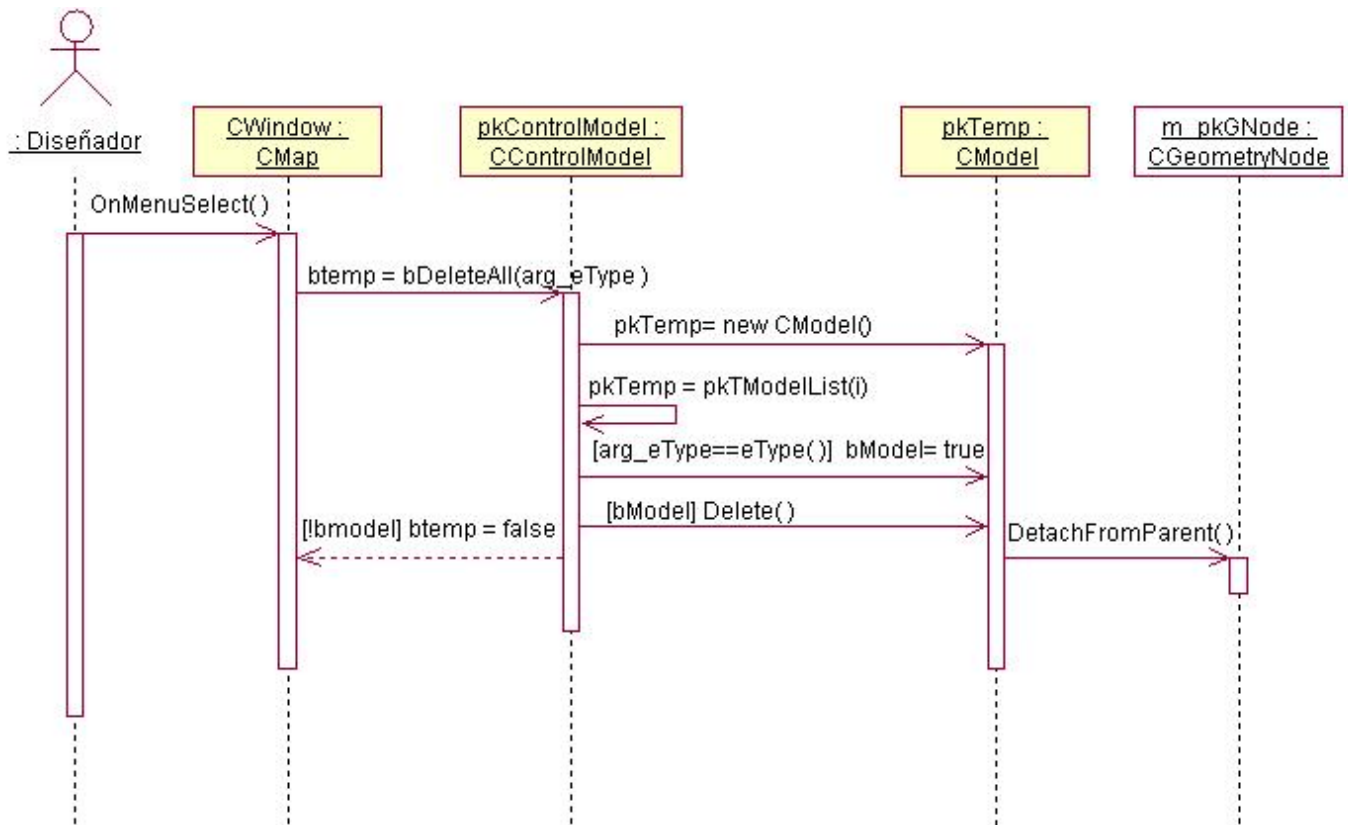 : Diseñador
CWindow :
CMap
pkControlModel :
CControlModel
pkTemp :
CModel
m_pkGNode :
CGeometryNode
OnMenuSelect( )
btemp = bDeleteAll(arg_eType )
pkTemp= new CModel()
pkTemp = pkTModelList(i)
[arg_eType==eType()]  bModel= true
[bModel] Delete( )
[!bmodel] btemp = false
DetachFromParent( )